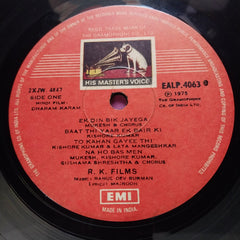 REGD. TRADE MARK OF
THE GRAMOPHONE CO. LTD.
HIS MASTER'S VOICE
2XJW. 4847
SIDE ONE
HINDI FILM:
DHARAM KARAM
EALP.4063
℗ 1975
THE GRAMOPHONE
CO. OF INDIA LTD.
EK DIN BIK JAYEGA
MUKESH & CHORUS
BAAT THI YAAR EK BAIR KI
KISHORE KUMAR
TO KAHAN GAYEE THI
KISHORE KUMAR & LATA MANGESHKAR
NA HO BAS MEN
MUKESH, KISHORE KUMAR,
SUSHAMA SHRESHTHA & CHORUS
R. K. FILMS
MUSIC: RAHUL DEV BURMAN
LYRICS: MAJROOH
EMI
MADE IN INDIA